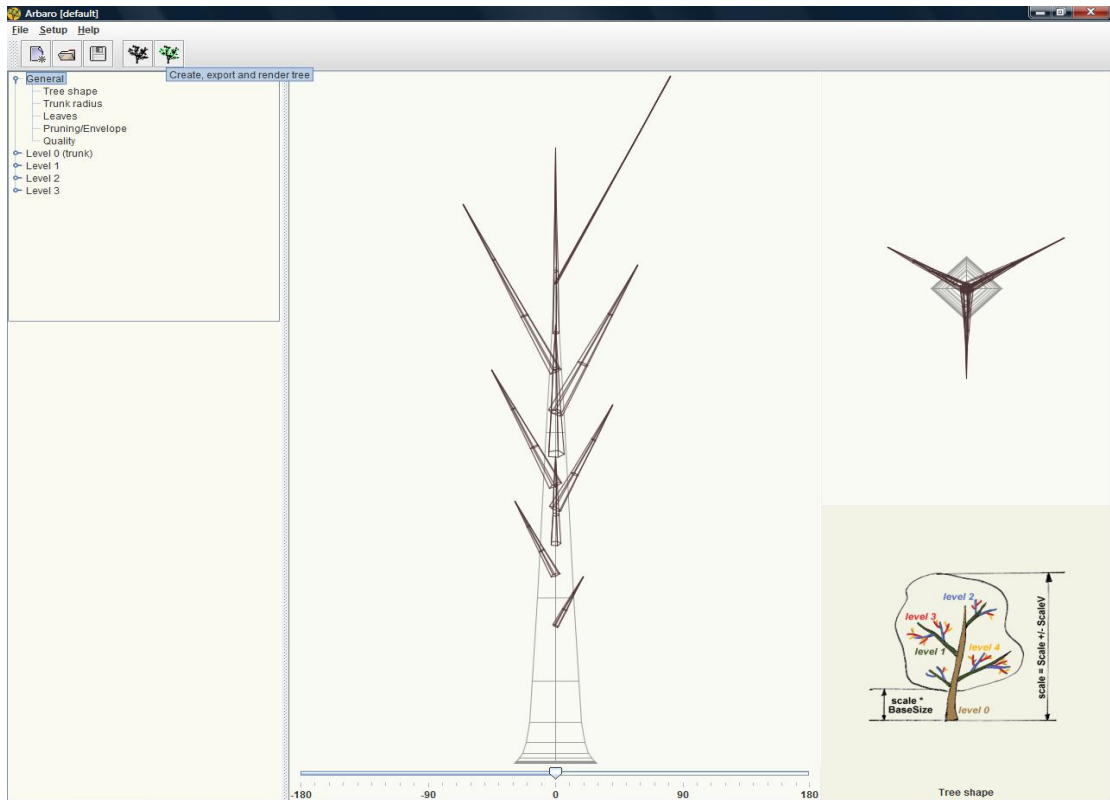 Arbaro [default]
File Setup Help
Create, export and render tree
General
Tree shape
Trunk radius
Leaves
Pruning/Envelope
Quality
Level 0 (trunk)
Level 1
Level 2
Level 3
-180 -90 0 90 180
level 2
level 3
level 1
level 4
scale *
BaseSize
level 0
scale = Scale +/- ScaleV
Tree shape